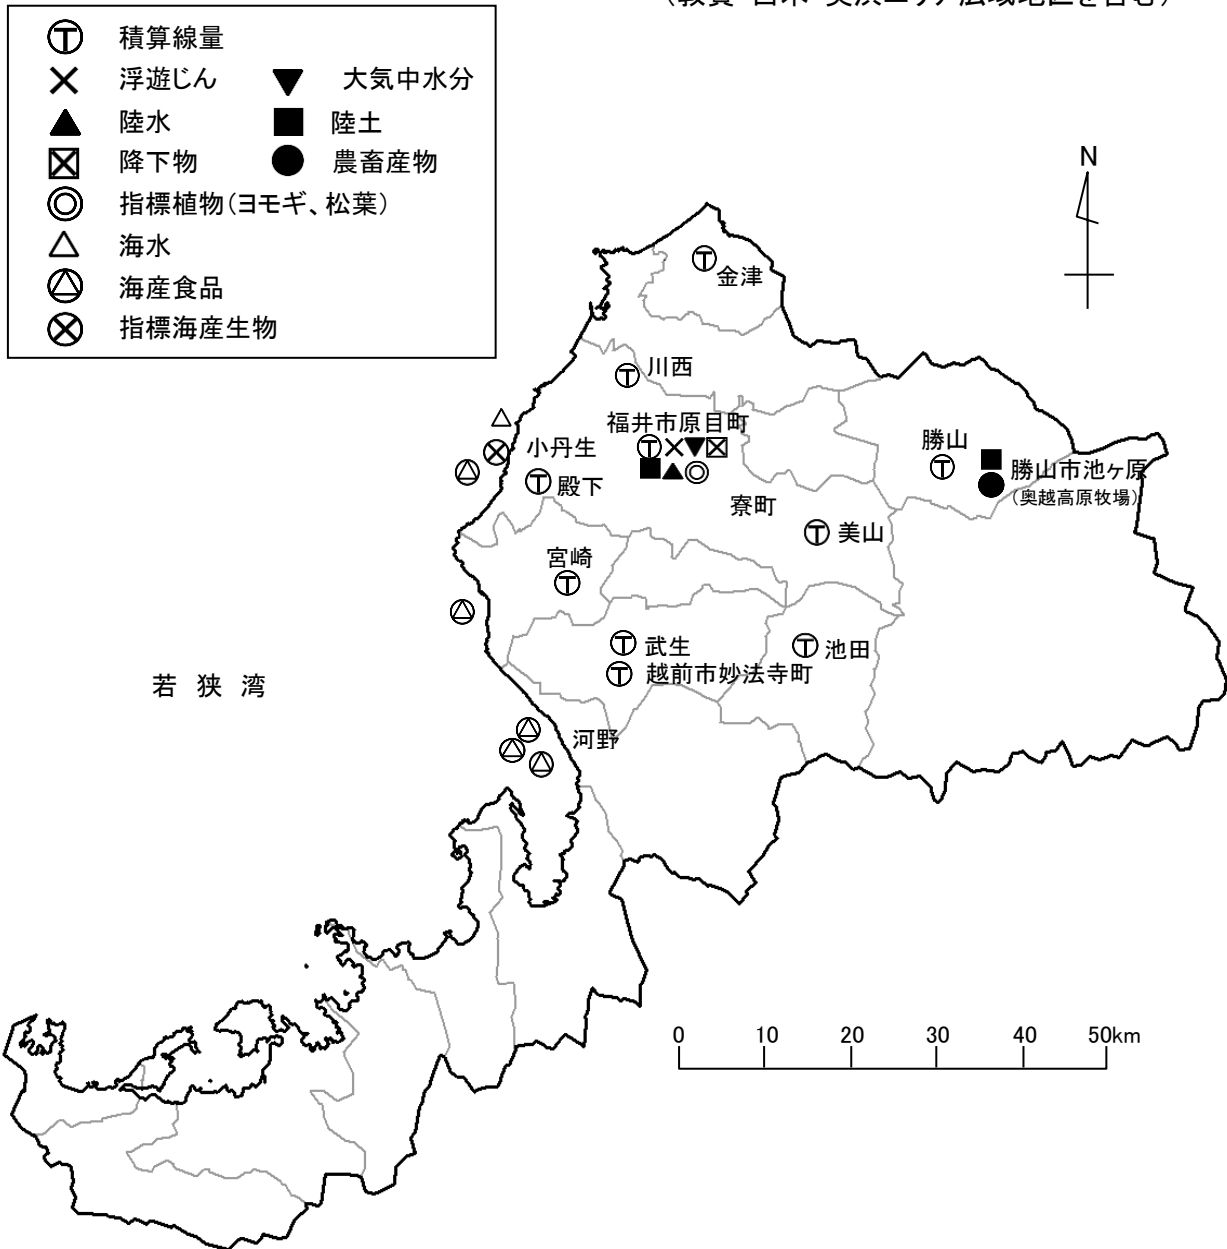 積算線量
浮遊じん 大気中水分
陸水 陸土
降下物 農畜産物
指標植物(ヨモギ、松葉)
海水
海産食品
指標海産生物
N
金津
川西
福井市原目町
小丹生
殿下
勝山
勝山市池ヶ原
(奥越高原牧場)
寮町
美山
宮崎
武生
池田
越前市妙法寺町
若狭湾
河野
0 10 20 30 40 50km